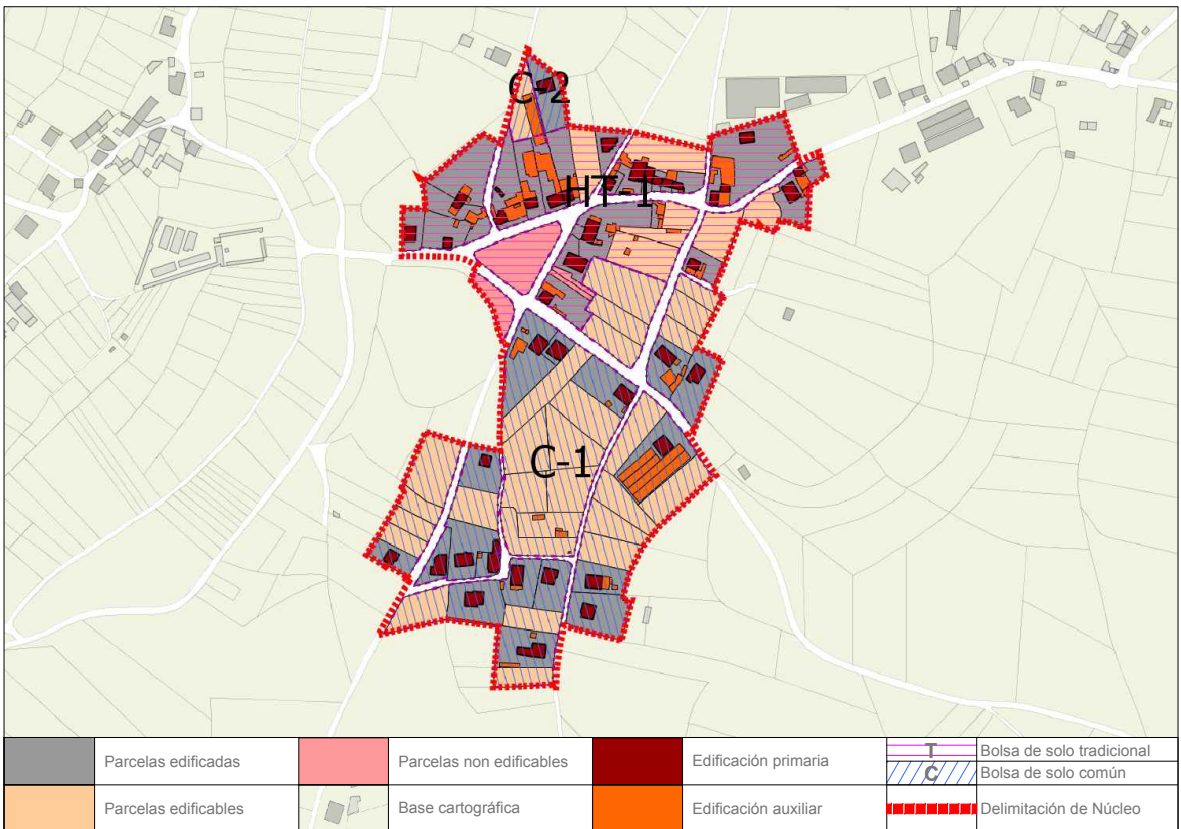 C-2
HT-1
C-1
Parcelas edificadas
Parcelas non edificables
Edificación primaria
T
Bolsa de solo tradicional
C
Bolsa de solo común
Parcelas edificables
Base cartográfica
Edificación auxiliar
Delimitación de Núcleo